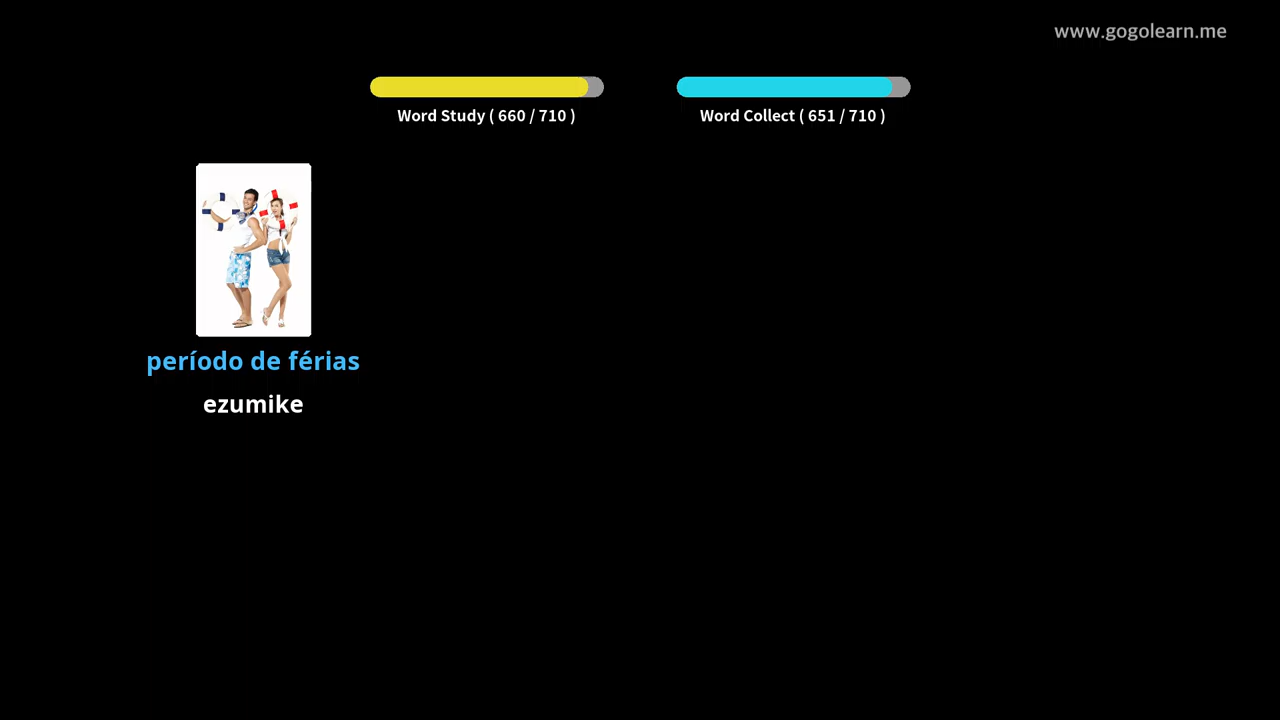 www.gogolearn.me
Word Study ( 660 / 710 )
Word Collect ( 651 / 710 )
período de férias
ezumike